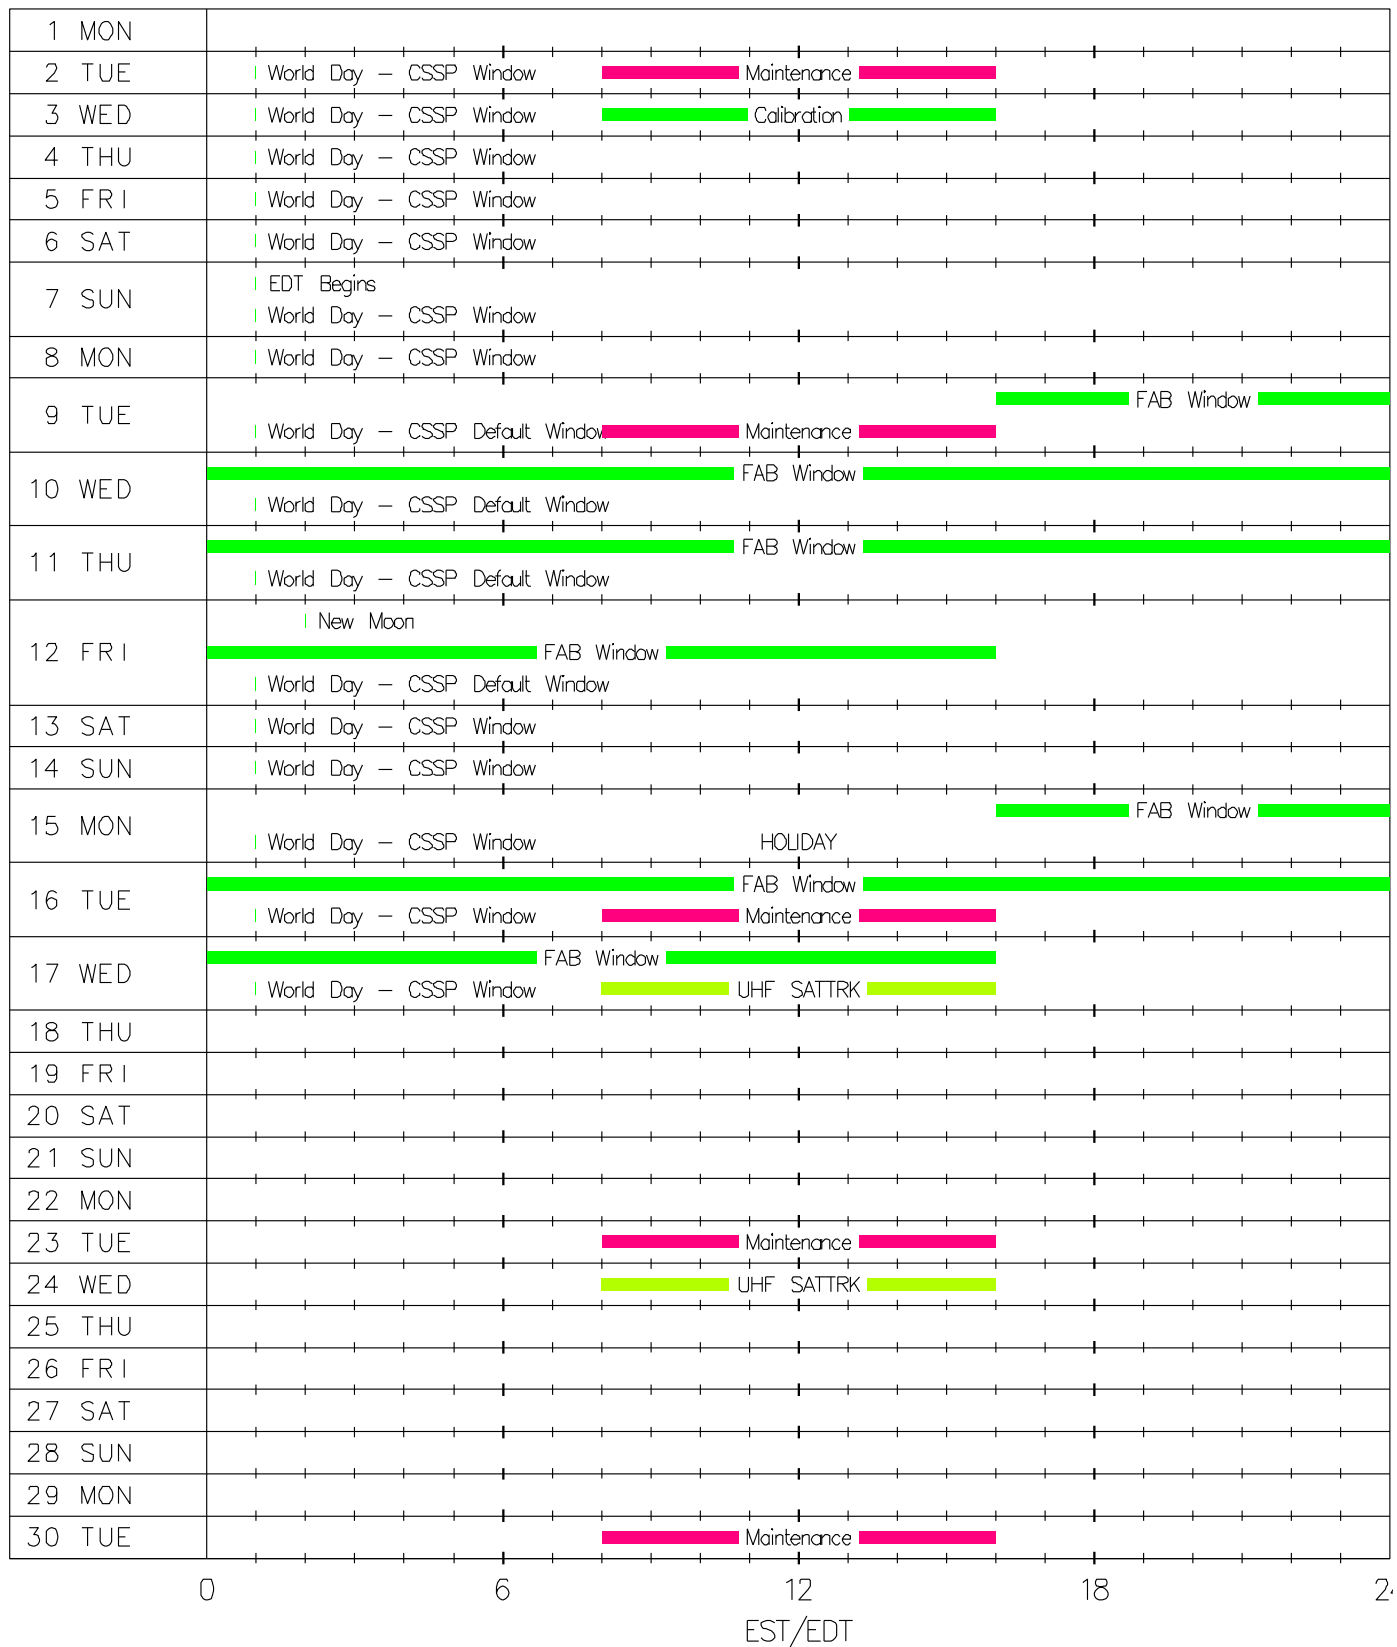 1 MON
2 TUE World Day – CSSP Window Maintenance
3 WED World Day – CSSP Window Calibration
4 THU World Day – CSSP Window
5 FRI World Day – CSSP Window
6 SAT World Day – CSSP Window
EDT Begins
7 SUN
World Day – CSSP Window
8 MON World Day – CSSP Window
FAB Window
9 TUE
World Day – CSSP Default Window Maintenance
FAB Window
10 WED
World Day – CSSP Default Window
FAB Window
11 THU
World Day – CSSP Default Window
New Moon
12 FRI FAB Window
World Day – CSSP Default Window
13 SAT World Day – CSSP Window
14 SUN World Day – CSSP Window
FAB Window
15 MON
World Day – CSSP Window HOLIDAY
FAB Window
16 TUE
World Day – CSSP Window Maintenance
FAB Window
17 WED
World Day – CSSP Window UHF SATTRK
18 THU
19 FRI
20 SAT
21 SUN
22 MON
23 TUE Maintenance
24 WED UHF SATTRK
25 THU
26 FRI
27 SAT
28 SUN
29 MON
30 TUE Maintenance
0 6 12 18 24
EST/EDT